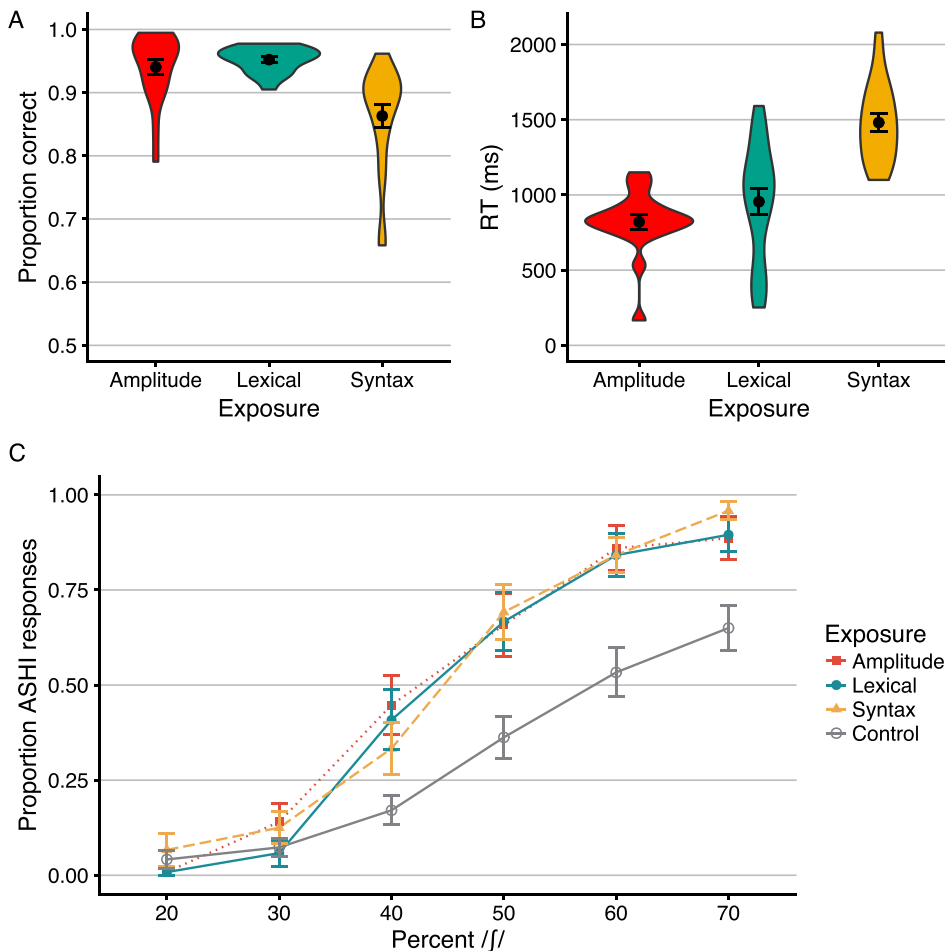 A
1.0
0.9
0.8
0.7
0.6
0.5
Proportion correct
Amplitude Lexical Syntax
Exposure
B
2000
1500
1000
500
0
RT (ms)
Amplitude Lexical Syntax
Exposure
C
1.00
0.75
0.50
0.25
0.00
Proportion ASHI responses
20 30 40 50 60 70
Percent /ʃ/
Exposure
Amplitude
Lexical
Syntax
Control